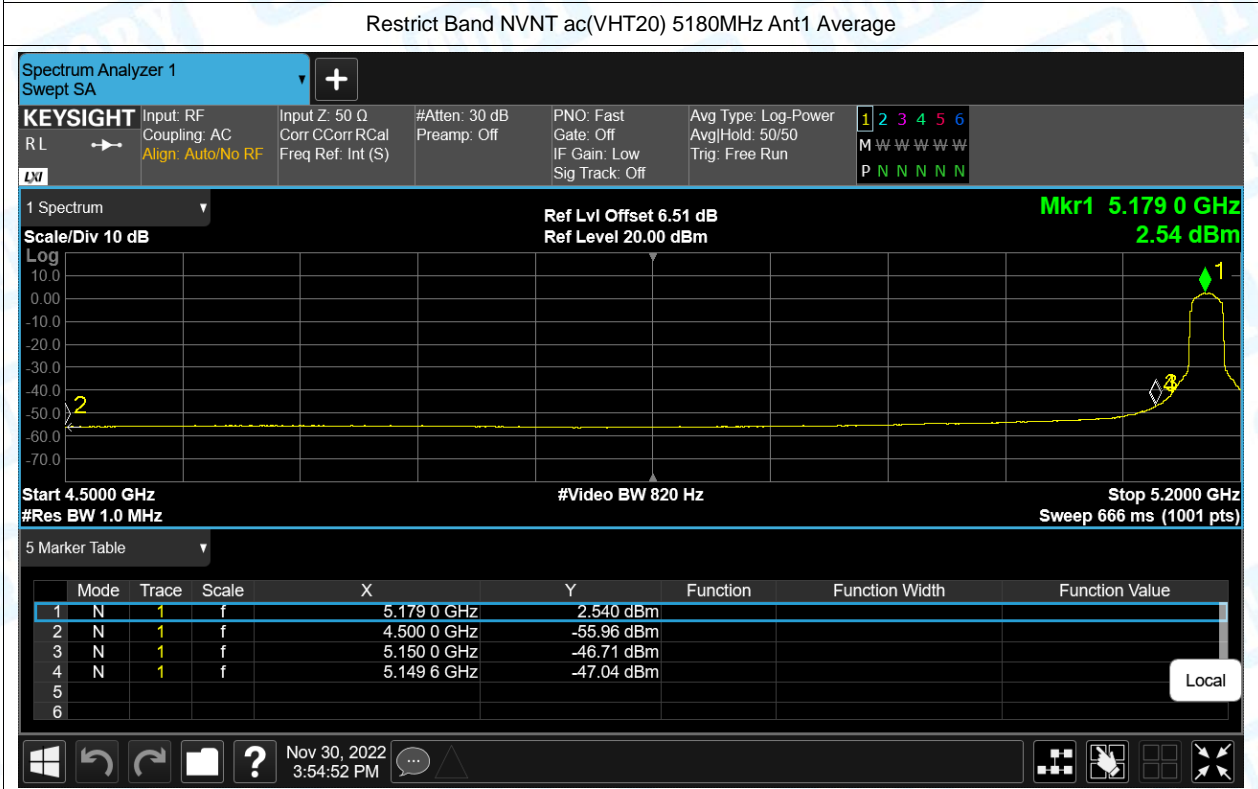 Restrict Band NVNT ac(VHT20) 5180MHz Ant1 Average
Spectrum Analyzer 1
Swept SA
+
KEYSIGHT
RL
LXI
Input: RF
Coupling: AC
Align: Auto/No RF
Input Z: 50 Ω
Corr CCorr RCal
Freq Ref: Int (S)
#Atten: 30 dB
Preamp: Off
PNO: Fast
Gate: Off
IF Gain: Low
Sig Track: Off
Avg Type: Log-Power
Avg|Hold: 50/50
Trig: Free Run
1 2 3 4 5 6
M W W W W W
P N N N N N
1 Spectrum
Scale/Div 10 dB
Ref Lvl Offset 6.51 dB
Ref Level 20.00 dBm
Mkr1 5.179 0 GHz
2.54 dBm
Log
10.0
0.00
-10.0
-20.0
-30.0
-40.0
-50.0
-60.0
-70.0
1
2
Start 4.5000 GHz
#Video BW 820 Hz
Stop 5.2000 GHz
#Res BW 1.0 MHz
Sweep 666 ms (1001 pts)
5 Marker Table
Mode Trace Scale X Y Function Function Width Function Value
1 N 1 f 5.179 0 GHz 2.540 dBm
2 N 1 f 4.500 0 GHz -55.96 dBm
3 N 1 f 5.150 0 GHz -46.71 dBm
4 N 1 f 5.149 6 GHz -47.04 dBm
5
6
Local
?
Nov 30, 2022
3:54:52 PM